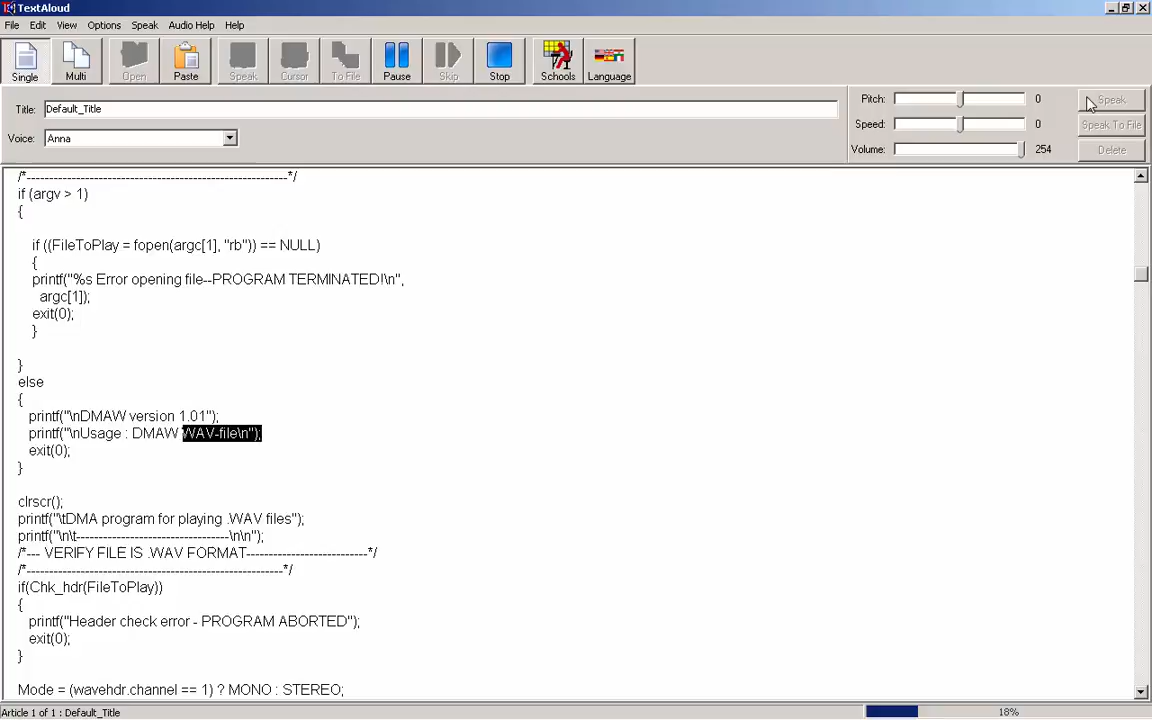 TextAloud
File Edit View Options Speak Audio Help Help
Single Multi Open Paste Speak Cursor To File Pause Skip Stop Schools Language
Title: Default_Title
Voice: Anna
Pitch: 0 Speak
Speed: 0 Speak To File
Volume: 254 Delete
/*----------------------------------------------------------*/
if (argv > 1)
{
if ((FileToPlay = fopen(argc[1], "rb")) == NULL)
{
printf("%s Error opening file--PROGRAM TERMINATED!\n",
argc[1]);
exit(0);
}
}
else
{
printf("\nDMAW version 1.01");
printf("\nUsage : DMAW WAV-file\n");
exit(0);
}
clrscr();
printf("\tDMA program for playing .WAV files");
printf("\n\t----------------------------------\n\n");
/*--- VERIFY FILE IS .WAV FORMAT---------------------------*/
/*---------------------------------------------------------*/
if(Chk_hdr(FileToPlay))
{
printf("Header check error - PROGRAM ABORTED");
exit(0);
}
Mode = (wavehdr.channel == 1) ? MONO : STEREO;
Article 1 of 1 : Default_Title 18%